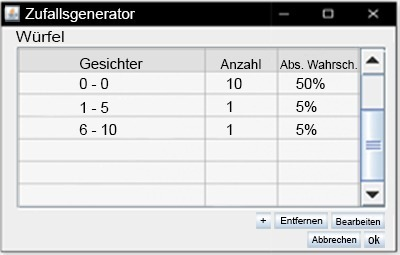 Zufallsgenerator
Würfel
Gesichter Anzahl Abs. Wahrsch.
0 - 0 10 50%
1 - 5 1 5%
6 - 10 1 5%
+ Entfernen Bearbeiten
Abbrechen ok